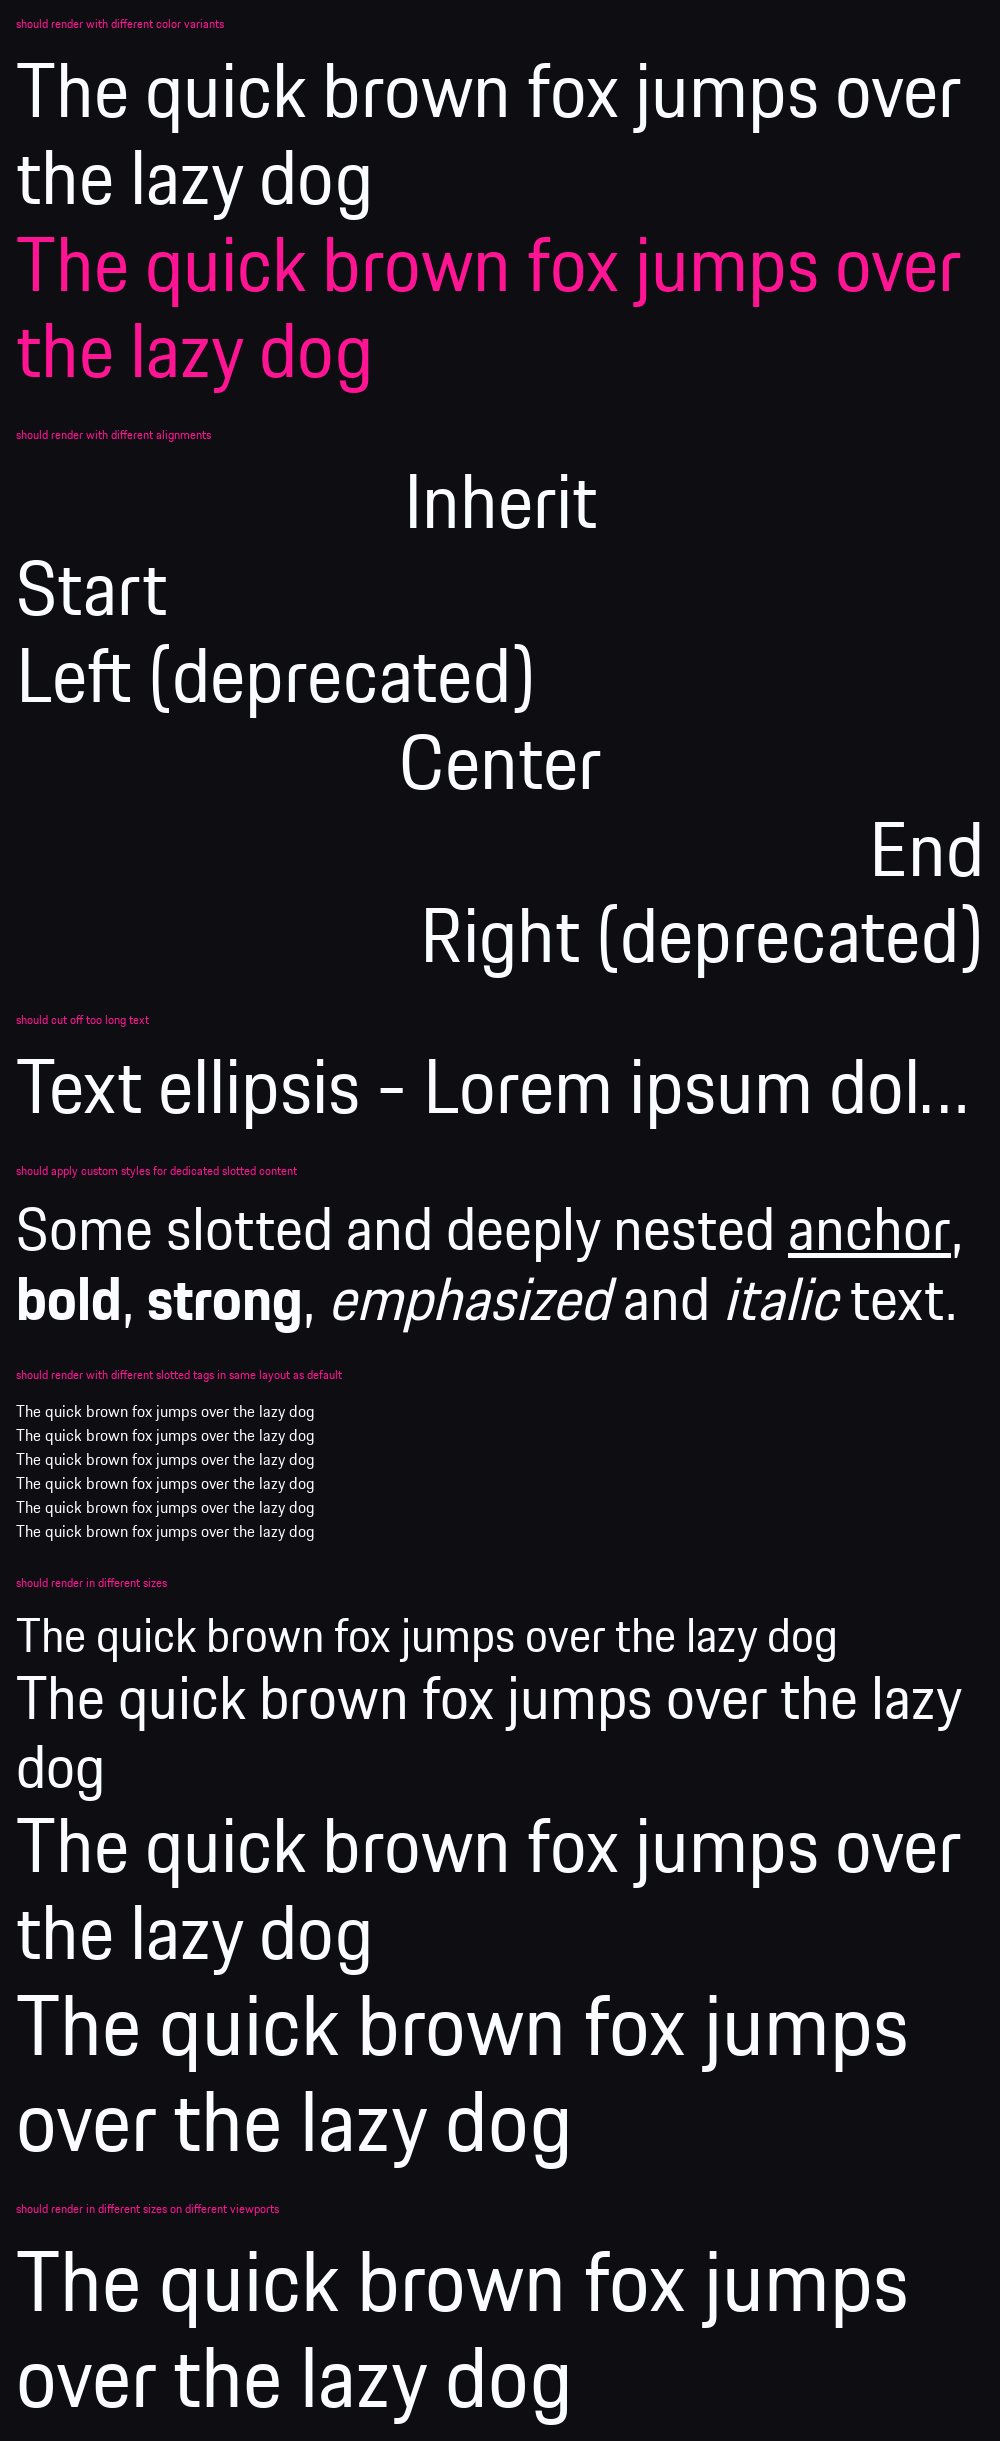 should render with different color variants
The quick brown fox jumps over
the lazy dog
The quick brown fox jumps over
the lazy dog
should render with different alignments
Inherit
Start
Left (deprecated)
Center
End
Right (deprecated)
should cut off too long text
Text ellipsis - Lorem ipsum dol...
should apply custom styles for dedicated slotted content
Some slotted and deeply nested anchor,
bold, strong, emphasized and italic text.
should render with different slotted tags in same layout as default
The quick brown fox jumps over the lazy dog
The quick brown fox jumps over the lazy dog
The quick brown fox jumps over the lazy dog
The quick brown fox jumps over the lazy dog
The quick brown fox jumps over the lazy dog
The quick brown fox jumps over the lazy dog
should render in different sizes
The quick brown fox jumps over the lazy dog
The quick brown fox jumps over the lazy
dog
The quick brown fox jumps over
the lazy dog
The quick brown fox jumps
over the lazy dog
should render in different sizes on different viewports
The quick brown fox jumps
over the lazy dog